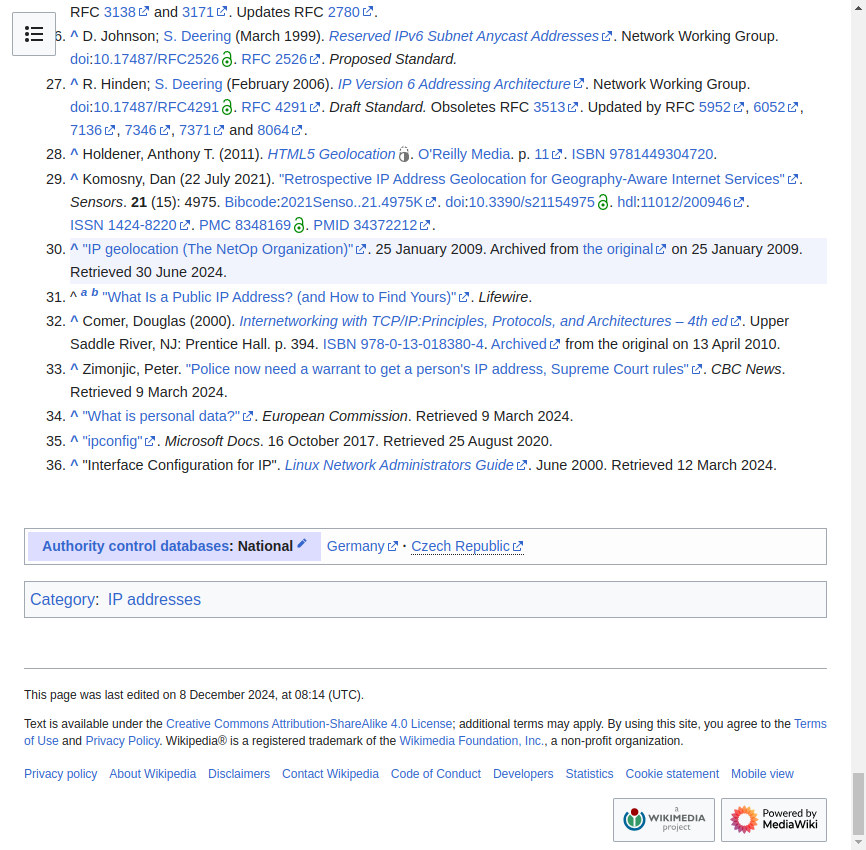 RFC 3138 and 3171. Updates RFC 2780.
6. ^ D. Johnson; S. Deering (March 1999). Reserved IPv6 Subnet Anycast Addresses. Network Working Group.
doi:10.17487/RFC2526. RFC 2526. Proposed Standard.
27. ^ R. Hinden; S. Deering (February 2006). IP Version 6 Addressing Architecture. Network Working Group.
doi:10.17487/RFC4291. RFC 4291. Draft Standard. Obsoletes RFC 3513. Updated by RFC 5952, 6052,
7136, 7346, 7371 and 8064.
28. ^ Holdener, Anthony T. (2011). HTML5 Geolocation. O'Reilly Media. p. 11. ISBN 9781449304720.
29. ^ Komosny, Dan (22 July 2021). "Retrospective IP Address Geolocation for Geography-Aware Internet Services".
Sensors. 21 (15): 4975. Bibcode:2021Senso..21.4975K. doi:10.3390/s21154975. hdl:11012/200946.
ISSN 1424-8220. PMC 8348169. PMID 34372212.
30. ^ "IP geolocation (The NetOp Organization)". 25 January 2009. Archived from the original on 25 January 2009.
Retrieved 30 June 2024.
31. ^ a b "What Is a Public IP Address? (and How to Find Yours)". Lifewire.
32. ^ Comer, Douglas (2000). Internetworking with TCP/IP:Principles, Protocols, and Architectures – 4th ed. Upper
Saddle River, NJ: Prentice Hall. p. 394. ISBN 978-0-13-018380-4. Archived from the original on 13 April 2010.
33. ^ Zimonjic, Peter. "Police now need a warrant to get a person's IP address, Supreme Court rules". CBC News.
Retrieved 9 March 2024.
34. ^ "What is personal data?". European Commission. Retrieved 9 March 2024.
35. ^ "ipconfig". Microsoft Docs. 16 October 2017. Retrieved 25 August 2020.
36. ^ "Interface Configuration for IP". Linux Network Administrators Guide. June 2000. Retrieved 12 March 2024.
Authority control databases: National Germany · Czech Republic
Category: IP addresses
This page was last edited on 8 December 2024, at 08:14 (UTC).
Text is available under the Creative Commons Attribution-ShareAlike 4.0 License; additional terms may apply. By using this site, you agree to the Terms
of Use and Privacy Policy. Wikipedia® is a registered trademark of the Wikimedia Foundation, Inc., a non-profit organization.
Privacy policy About Wikipedia Disclaimers Contact Wikipedia Code of Conduct Developers Statistics Cookie statement Mobile view
a
WIKIMEDIA
project
Powered by
MediaWiki